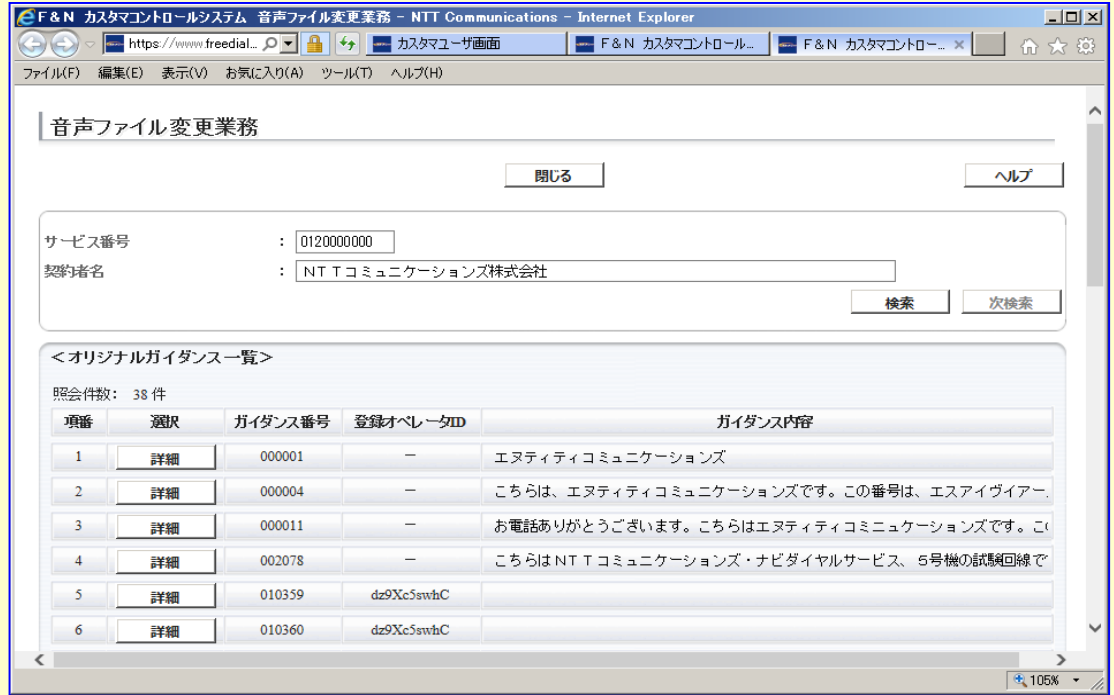 F&N カスタマコントロールシステム 音声ファイル変更業務 - NTT Communications - Internet Explorer
https://www.freedial... カスタマユーザ画面 F&N カスタマコントロール... F&N カスタマコントロー... ×
ファイル(F) 編集(E) 表示(V) お気に入り(A) ツール(T) ヘルプ(H)
音声ファイル変更業務
閉じる ヘルプ
サービス番号 : 0120000000
契約者名 : NTTコミュニケーションズ株式会社
検索 次検索
<オリジナルガイダンス一覧>
照会件数: 38 件
項番 選択 ガイダンス番号 登録オペレータID ガイダンス内容
1 詳細 000001 － エヌティティコミュニケーションズ
2 詳細 000004 － こちらは、エヌティティコミュニケーションズです。この番号は、エスアイヴイアー
3 詳細 000011 － お電話ありがとうございます。こちらはエヌティティコミニュケーションズです。こ
4 詳細 002078 － こちらはNTTコミュニケーションズ・ナビダイヤルサービス、5号機の試験回線で
5 詳細 010359 dz9Xc5swhC
6 詳細 010360 dz9Xc5swhC
105%